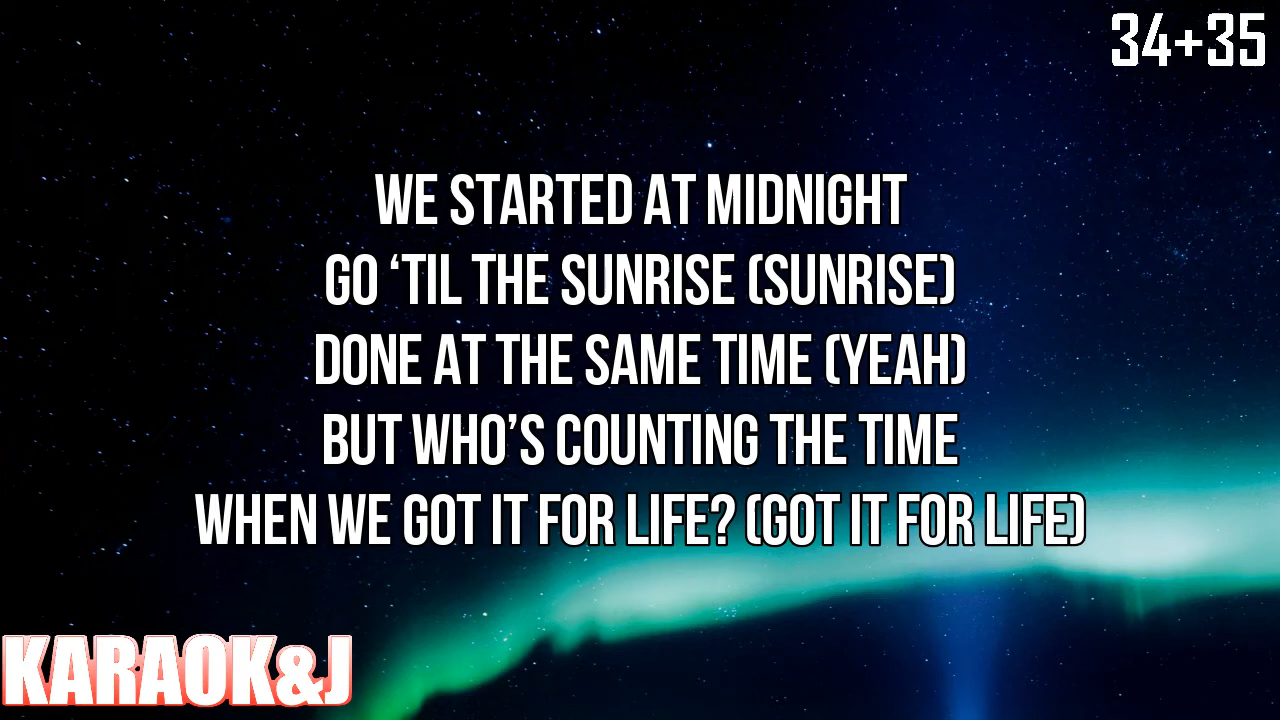 34+35
WE STARTED AT MIDNIGHT
GO ‘TIL THE SUNRISE (SUNRISE)
DONE AT THE SAME TIME (YEAH)
BUT WHO’S COUNTING THE TIME
WHEN WE GOT IT FOR LIFE? (GOT IT FOR LIFE)
KARAOK&J